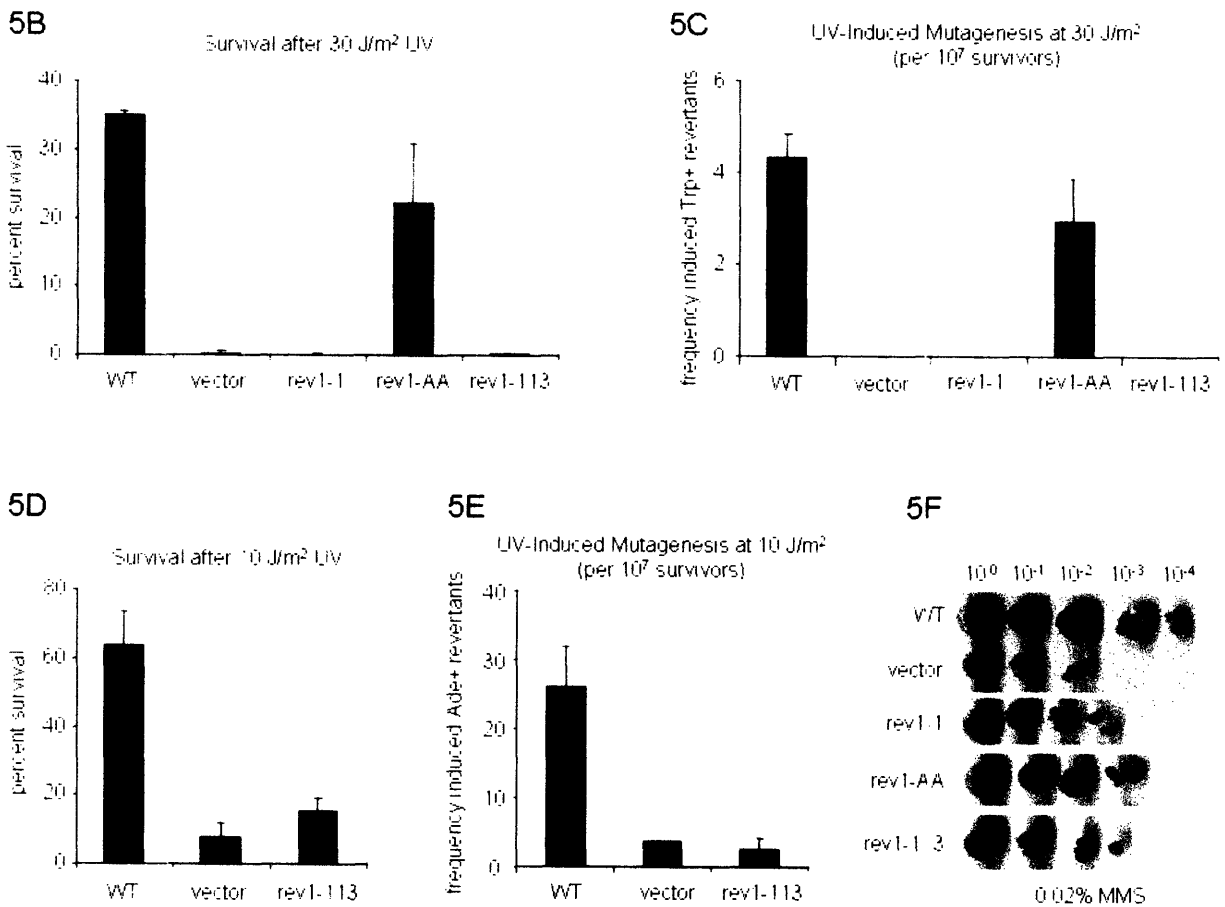 5B
Survival after 30 J/m² UV
percent survival
40
30
20
10
0
WT vector rev1-1 rev1-AA rev1-113
5C
UV-Induced Mutagenesis at 30 J/m²
(per 10⁷ survivors)
frequency induced Trp+ revertants
6
4
2
0
WT vector rev1-1 rev1-AA rev1-113
5D
Survival after 10 J/m² UV
percent survival
80
60
40
20
0
WT vector rev1-113
5E
UV-Induced Mutagenesis at 10 J/m²
(per 10⁷ survivors)
frequency induced Ade+ revertants
40
30
20
10
0
WT vector rev1-113
5F
10⁰ 10⁻¹ 10⁻² 10⁻³ 10⁻⁴
WT
vector
rev1-1
rev1-AA
rev1-113
0.02% MMS